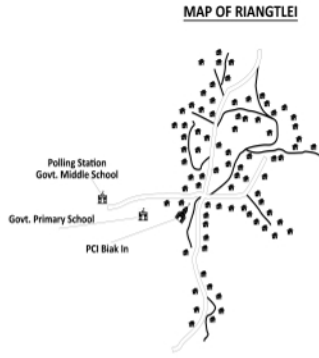 MAP OF RIANGTLEI
Polling Station
Govt. Middle School
Govt. Primary School
PCI Biak In